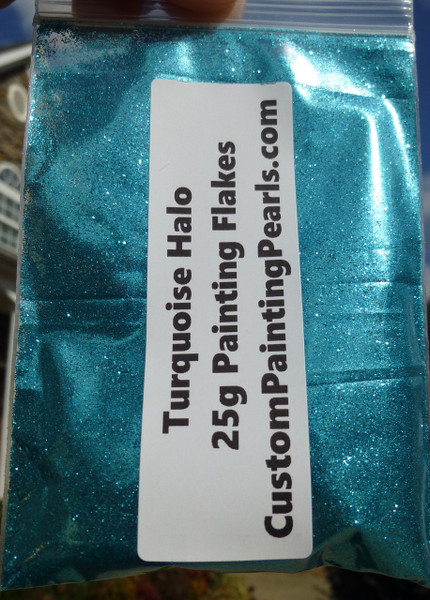 Turquoise Halo
25g Painting Flakes
CustomPaintingPearls.com